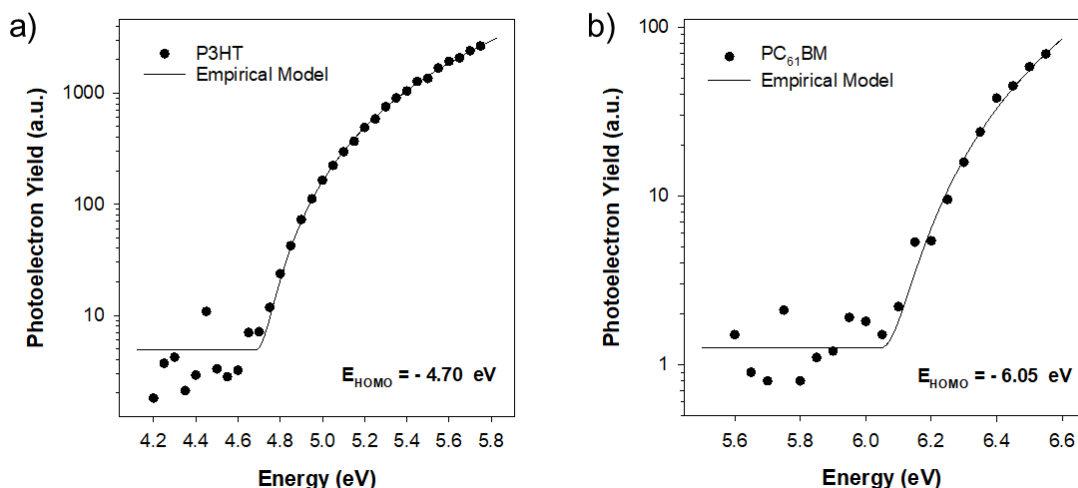 a)
P3HT
Empirical Model
Photoelectron Yield (a.u.)
1000
100
10
E_HOMO = - 4.70 eV
4.2 4.4 4.6 4.8 5.0 5.2 5.4 5.6 5.8
Energy (eV)
b)
PC₆₁BM
Empirical Model
Photoelectron Yield (a.u.)
100
10
1
E_HOMO = - 6.05 eV
5.6 5.8 6.0 6.2 6.4 6.6
Energy (eV)